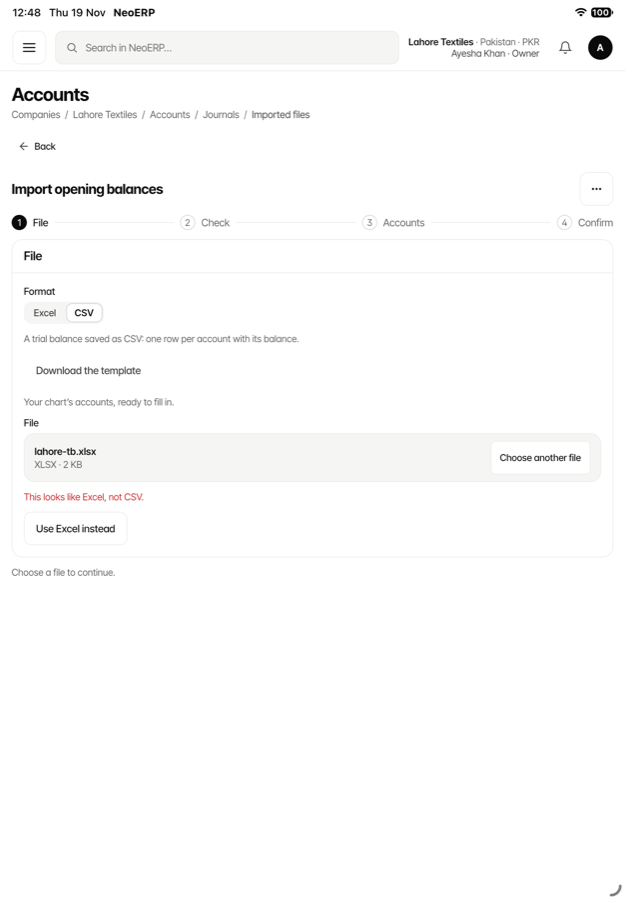 12:48 Thu 19 Nov NeoERP
100
Search in NeoERP...
Lahore Textiles · Pakistan · PKR
Ayesha Khan · Owner
A
Accounts
Companies / Lahore Textiles / Accounts / Journals / Imported files
Back
Import opening balances
1 File
2 Check
3 Accounts
4 Confirm
File
Format
Excel
CSV
A trial balance saved as CSV: one row per account with its balance.
Download the template
Your chart's accounts, ready to fill in.
File
lahore-tb.xlsx
XLSX · 2 KB
Choose another file
This looks like Excel, not CSV.
Use Excel instead
Choose a file to continue.